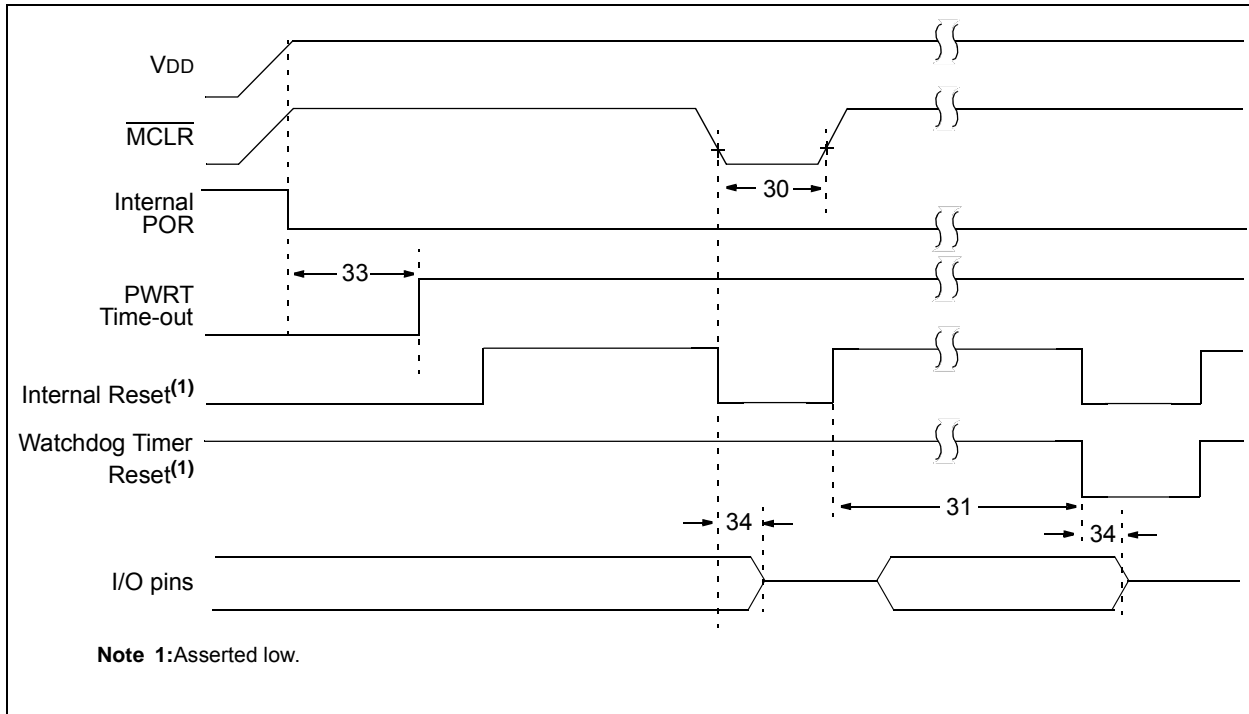 VDD
MCLR
Internal
POR
30
33
PWRT
Time-out
Internal Reset(1)
Watchdog Timer
Reset(1)
31
34
34
I/O pins
Note 1:Asserted low.